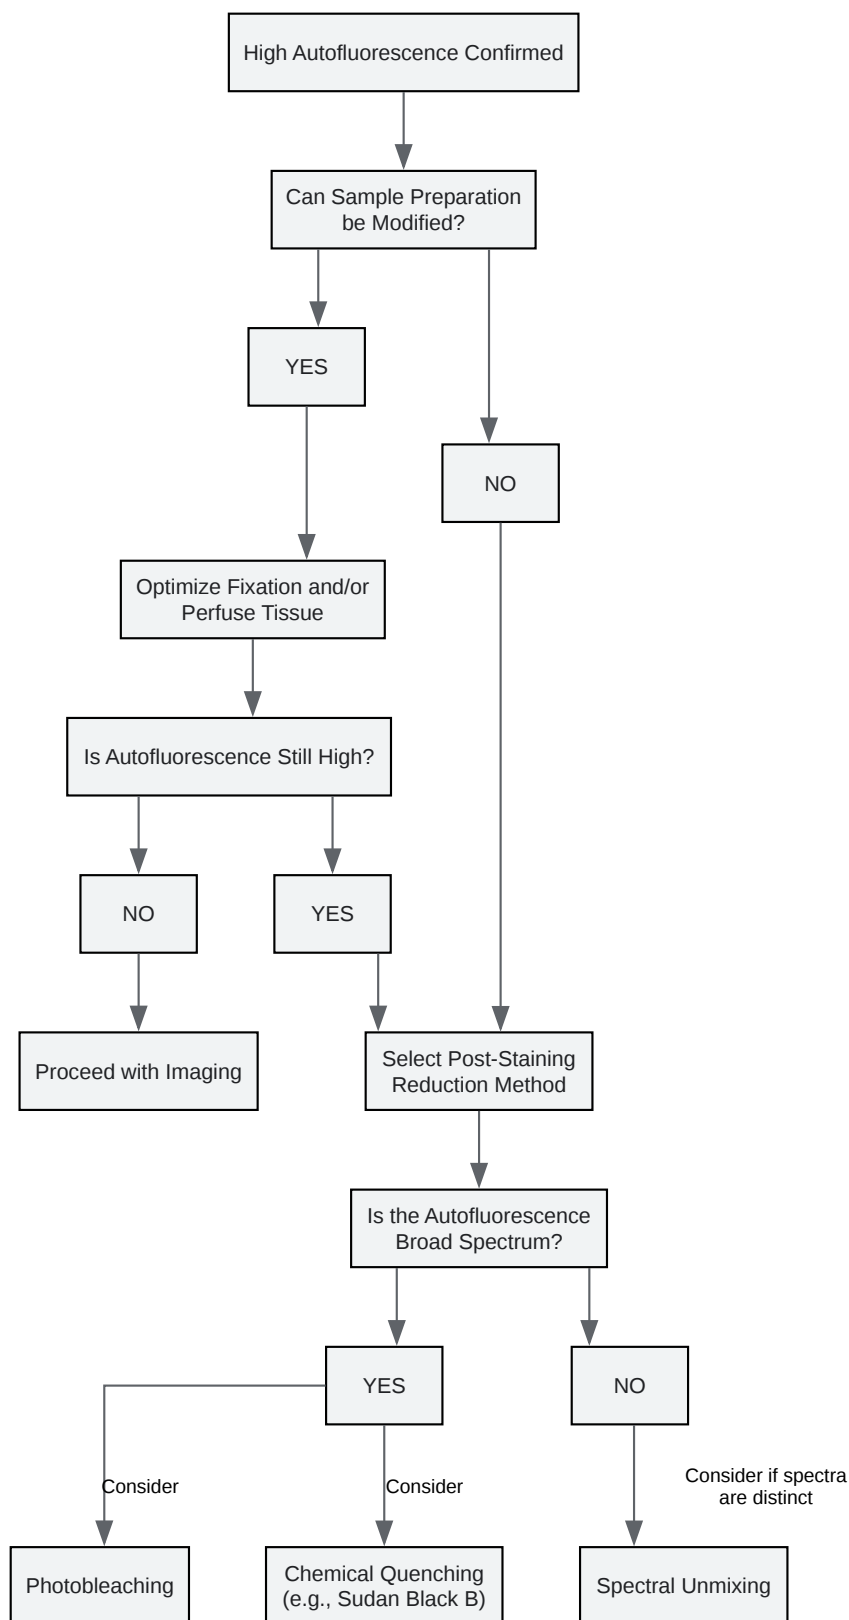 High Autofluorescence Confirmed
Can Sample Preparation
be Modified?
YES
NO
Optimize Fixation and/or
Perfuse Tissue
Is Autofluorescence Still High?
NO
YES
Proceed with Imaging
Select Post-Staining
Reduction Method
Is the Autofluorescence
Broad Spectrum?
YES
NO
Consider
Consider
Consider if spectra
are distinct
Photobleaching
Chemical Quenching
(e.g., Sudan Black B)
Spectral Unmixing